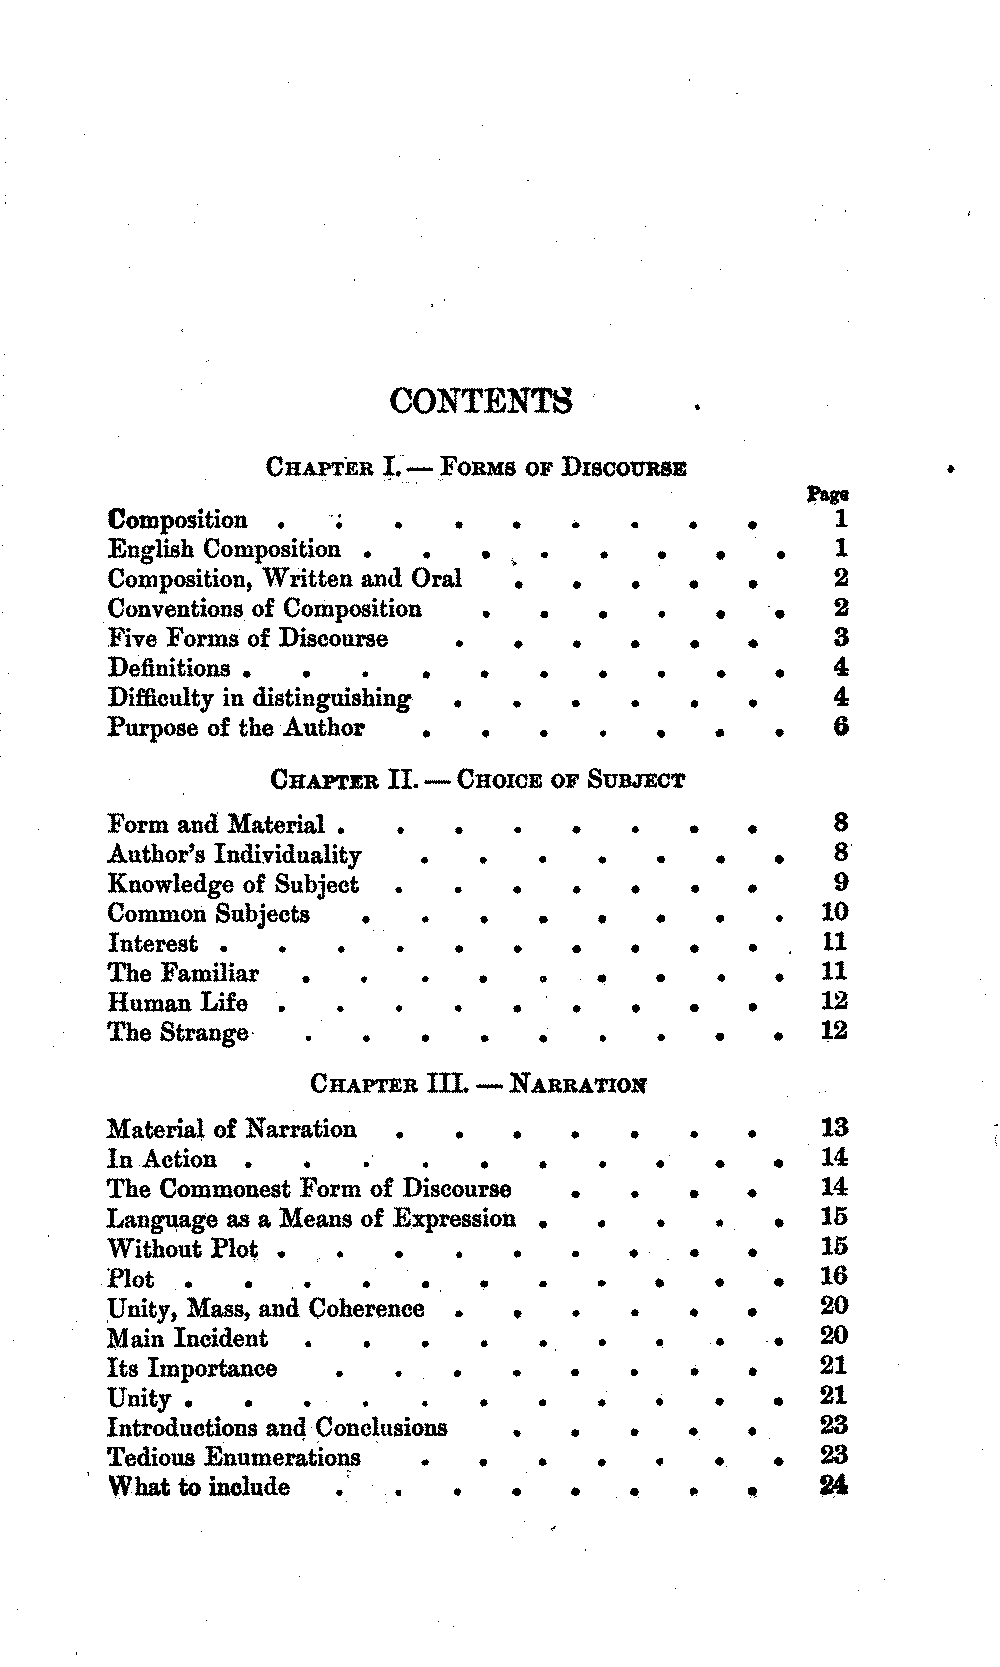 CONTENTS
CHAPTER I. — FORMS OF DISCOURSE
Page
Composition . . . . . . . . . 1
English Composition . . . . . . . . 1
Composition, Written and Oral . . . . . 2
Conventions of Composition . . . . . . 2
Five Forms of Discourse . . . . . . 3
Definitions . . . . . . . . . . 4
Difficulty in distinguishing . . . . . . 4
Purpose of the Author . . . . . . . 6
CHAPTER II. — CHOICE OF SUBJECT
Form and Material . . . . . . . . 8
Author's Individuality . . . . . . . 8
Knowledge of Subject . . . . . . . 9
Common Subjects . . . . . . . . 10
Interest . . . . . . . . . . 11
The Familiar . . . . . . . . . 11
Human Life . . . . . . . . . 12
The Strange . . . . . . . . . 12
CHAPTER III. — NARRATION
Material of Narration . . . . . . . 13
In Action . . . . . . . . . . 14
The Commonest Form of Discourse . . . . 14
Language as a Means of Expression . . . . . 15
Without Plot . . . . . . . . . 15
Plot . . . . . . . . . . . 16
Unity, Mass, and Coherence . . . . . . 20
Main Incident . . . . . . . . . 20
Its Importance . . . . . . . . 21
Unity . . . . . . . . . . . 21
Introductions and Conclusions . . . . . 23
Tedious Enumerations . . . . . . . 23
What to include . . . . . . . . 24